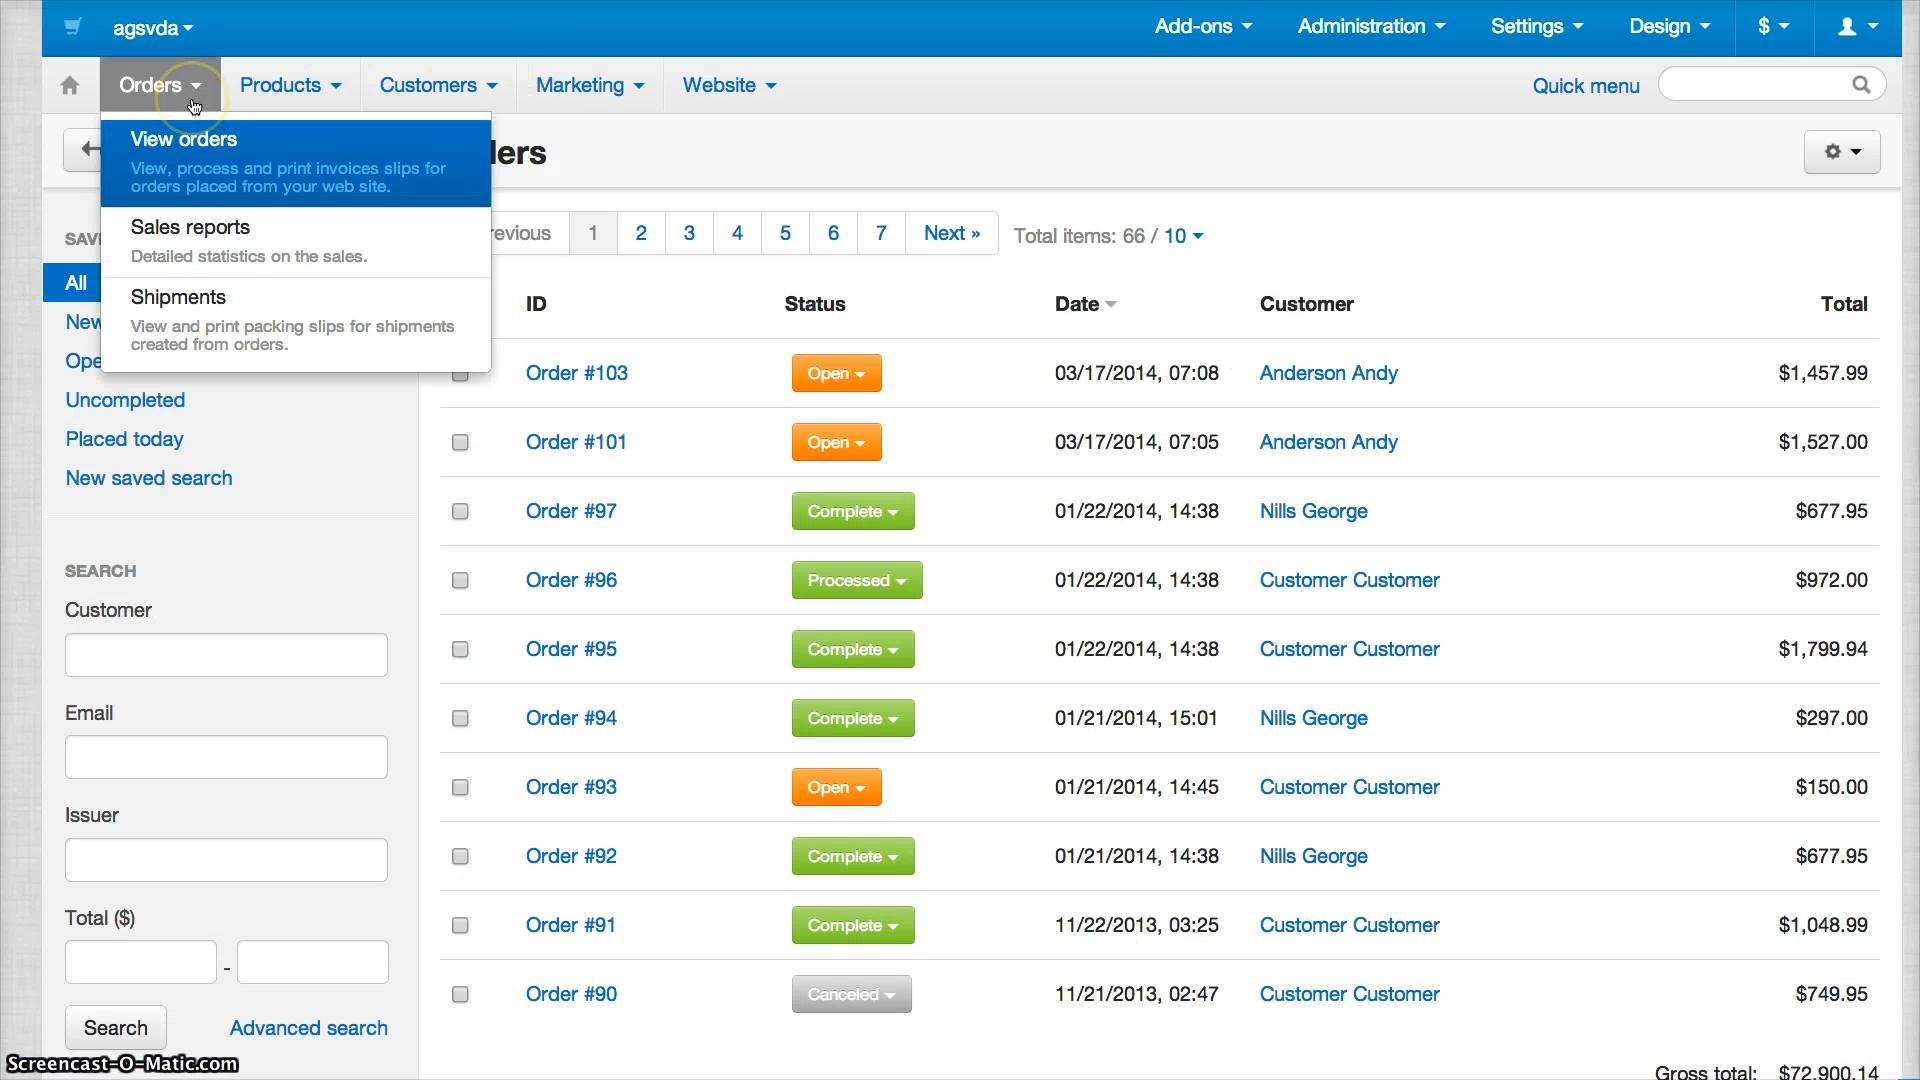 agsvda
Add-ons
Administration
Settings
Design
$
Orders
Products
Customers
Marketing
Website
Quick menu
View orders
View, process and print invoices slips for
orders placed from your web site.
Sales reports
Detailed statistics on the sales.
Shipments
View and print packing slips for shipments
created from orders.
ders
SAV
All
New
Ope
Uncompleted
Placed today
New saved search
SEARCH
Customer
Email
Issuer
Total ($)
-
Search
Advanced search
evious 1 2 3 4 5 6 7 Next »
Total items: 66 / 10
ID Status Date Customer Total
Order #103 Open 03/17/2014, 07:08 Anderson Andy $1,457.99
Order #101 Open 03/17/2014, 07:05 Anderson Andy $1,527.00
Order #97 Complete 01/22/2014, 14:38 Nills George $677.95
Order #96 Processed 01/22/2014, 14:38 Customer Customer $972.00
Order #95 Complete 01/22/2014, 14:38 Customer Customer $1,799.94
Order #94 Complete 01/21/2014, 15:01 Nills George $297.00
Order #93 Open 01/21/2014, 14:45 Customer Customer $150.00
Order #92 Complete 01/21/2014, 14:38 Nills George $677.95
Order #91 Complete 11/22/2013, 03:25 Customer Customer $1,048.99
Order #90 Canceled 11/21/2013, 02:47 Customer Customer $749.95
Gross total: $72,900.14
Screencast-O-Matic.com